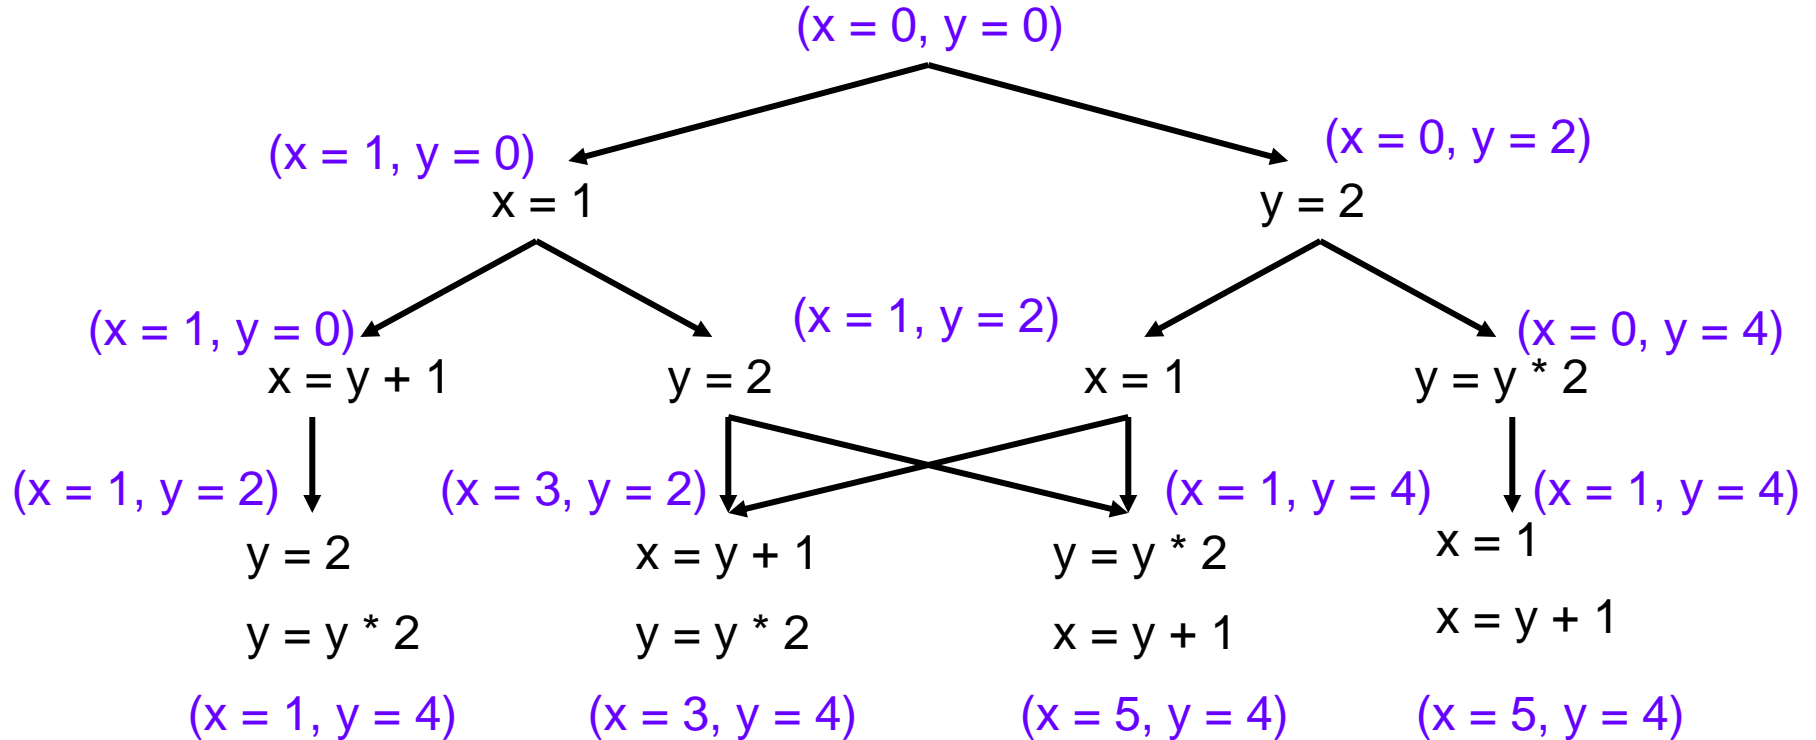 (x = 0, y = 0)
(x = 1, y = 0)
(x = 0, y = 2)
x = 1
y = 2
(x = 1, y = 0)
(x = 1, y = 2)
(x = 0, y = 4)
x = y + 1
y = 2
x = 1
y = y * 2
(x = 1, y = 2)
(x = 3, y = 2)
(x = 1, y = 4)
(x = 1, y = 4)
y = 2
x = y + 1
y = y * 2
x = 1
y = y * 2
y = y * 2
x = y + 1
x = y + 1
(x = 1, y = 4)
(x = 3, y = 4)
(x = 5, y = 4)
(x = 5, y = 4)